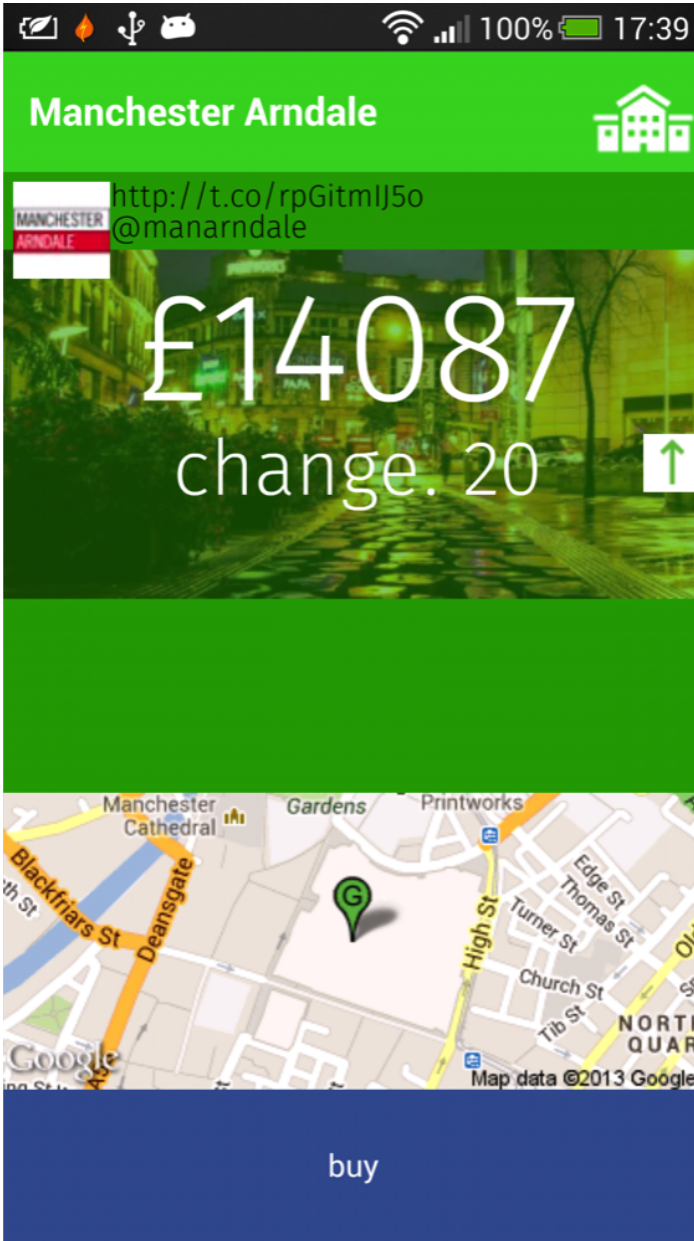 100% 17:39
Manchester Arndale
MANCHESTER
ARNDALE
http://t.co/rpGitmIJ5o
@manarndale
£14087
change. 20
Manchester
Cathedral
Gardens
Printworks
Blackfriars St
Deansgate
High St
Edge St
Thomas St
Turner St
Church St
Tib St
NORT
QUAR
G
Google
Map data ©2013 Google
buy